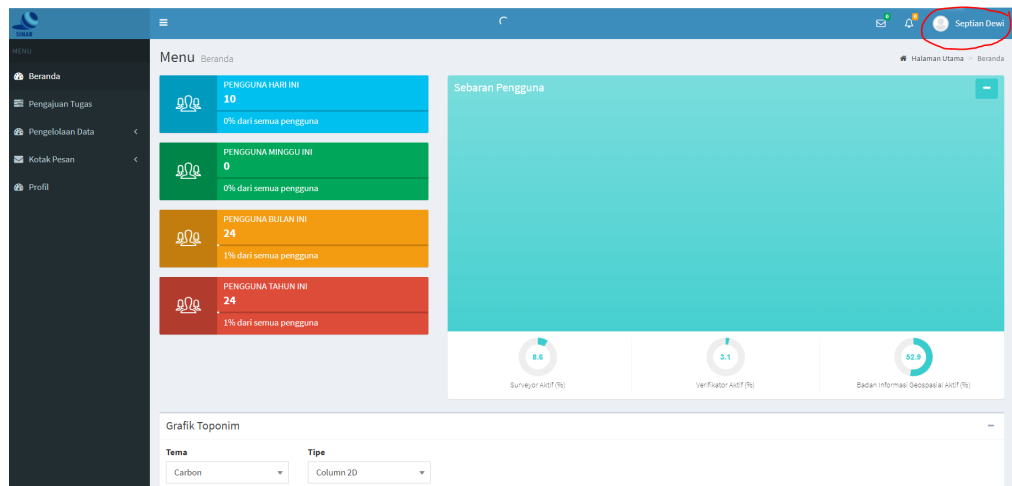 SINAR
Septian Dewi
MENU
Beranda
Pengajuan Tugas
Pengelolaan Data
Kotak Pesan
Profil
Menu Beranda
Halaman Utama > Beranda
PENGGUNA HARI INI
10
0% dari semua pengguna
PENGGUNA MINGGU INI
0
0% dari semua pengguna
PENGGUNA BULAN INI
24
1% dari semua pengguna
PENGGUNA TAHUN INI
24
1% dari semua pengguna
Sebaran Pengguna
8.6
Surveyor Aktif (%)
3.1
Verifikator Aktif (%)
52.9
Badan Informasi Geospasial Aktif (%)
Grafik Toponim
Tema
Tipe
Carbon
Column 2D